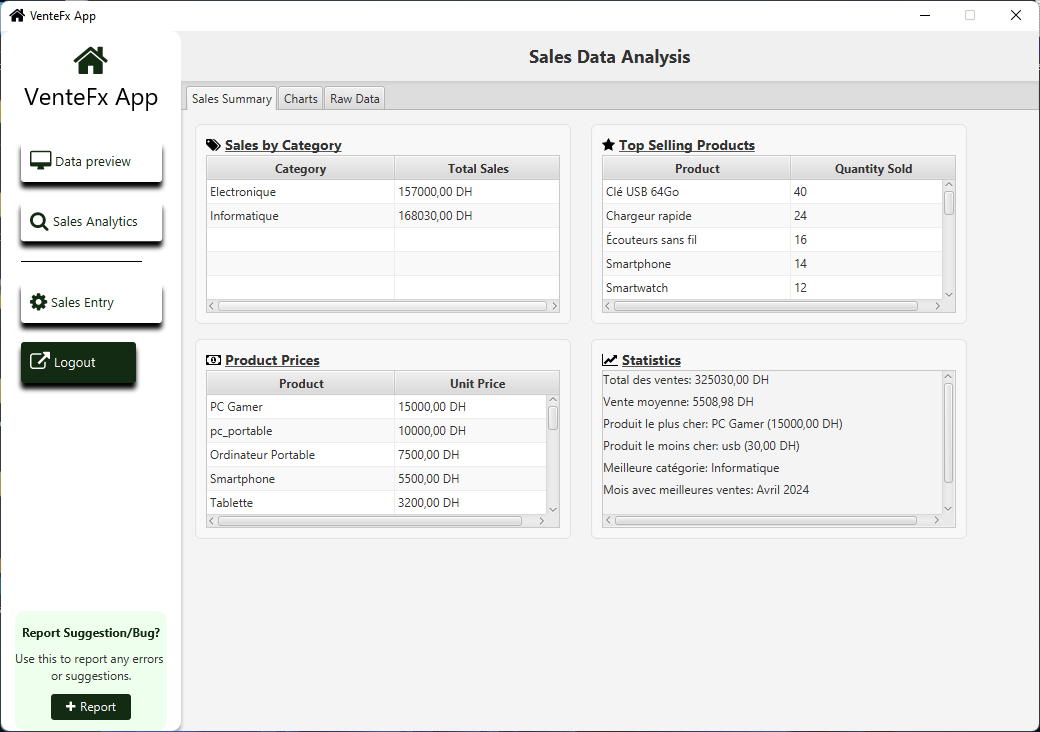 VenteFx App
VenteFx App
Data preview
Sales Analytics
Sales Entry
Logout
Report Suggestion/Bug?
Use this to report any errors
or suggestions.
Report
Sales Data Analysis
Sales Summary Charts Raw Data
Sales by Category
Category Total Sales
Electronique 157000,00 DH
Informatique 168030,00 DH
Top Selling Products
Product Quantity Sold
Clé USB 64Go 40
Chargeur rapide 24
Écouteurs sans fil 16
Smartphone 14
Smartwatch 12
Product Prices
Product Unit Price
PC Gamer 15000,00 DH
pc_portable 10000,00 DH
Ordinateur Portable 7500,00 DH
Smartphone 5500,00 DH
Tablette 3200,00 DH
Statistics
Total des ventes: 325030,00 DH
Vente moyenne: 5508,98 DH
Produit le plus cher: PC Gamer (15000,00 DH)
Produit le moins cher: usb (30,00 DH)
Meilleure catégorie: Informatique
Mois avec meilleures ventes: Avril 2024